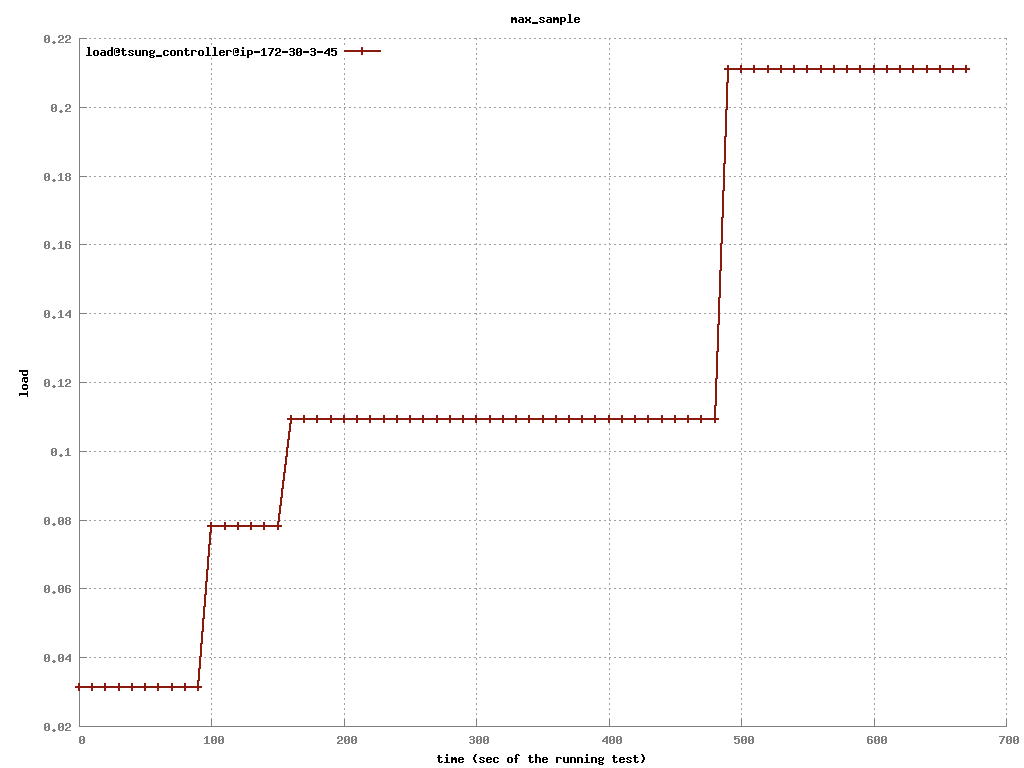 max_sample
load@tsung_controller@ip-172-30-3-45
0.22
0.2
0.18
0.16
0.14
0.12
0.1
0.08
0.06
0.04
0.02
load
0 100 200 300 400 500 600 700
time (sec of the running test)